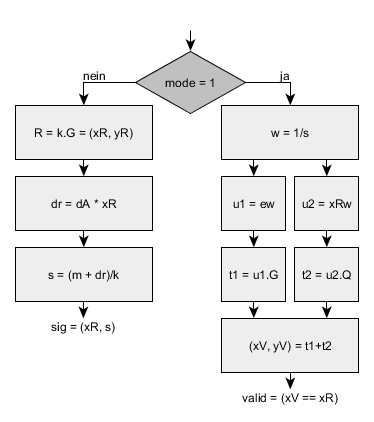 mode = 1
nein
ja
R = k.G = (xR, yR)
dr = dA * xR
s = (m + dr)/k
sig = (xR, s)
w = 1/s
u1 = ew
u2 = xRw
t1 = u1.G
t2 = u2.Q
(xV, yV) = t1+t2
valid = (xV == xR)